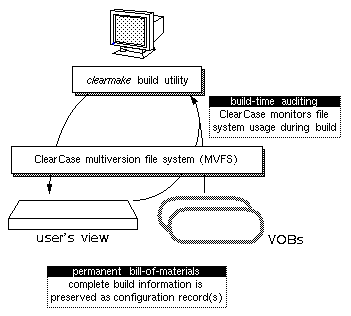 clearmake build utility
build-time auditing
ClearCase monitors file
system usage during build
ClearCase multiversion file system (MVFS)
user's view
VOBs
permanent bill-of-materials
complete build information is
preserved as configuration record(s)